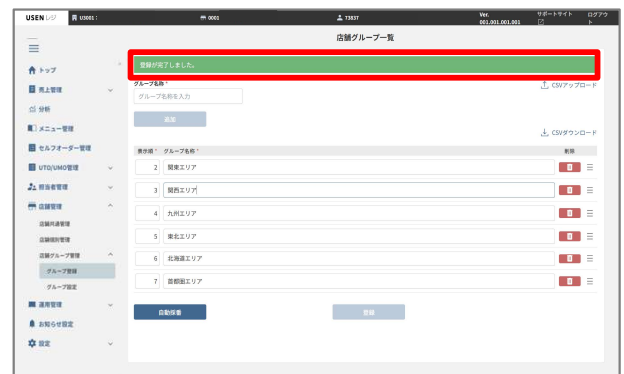 USEN レジ
U3001 :
0001
73837
Ver.
001.001.001.001
サポートサイト
ログアウト
店舗グループ一覧
登録が完了しました。
トップ
売上管理
分析
メニュー管理
セルフオーダー管理
UTO/UMO管理
担当者管理
店舗管理
店舗共通管理
店舗個別管理
店舗グループ管理
グループ登録
グループ設定
運用管理
お知らせ設定
設定
グループ名称 *
グループ名称を入力
追加
CSVアップロード
CSVダウンロード
表示順 * グループ名称 * 削除
2 関東エリア
3 関西エリア
4 九州エリア
5 東北エリア
6 北海道エリア
7 首都圏エリア
自動採番
登録